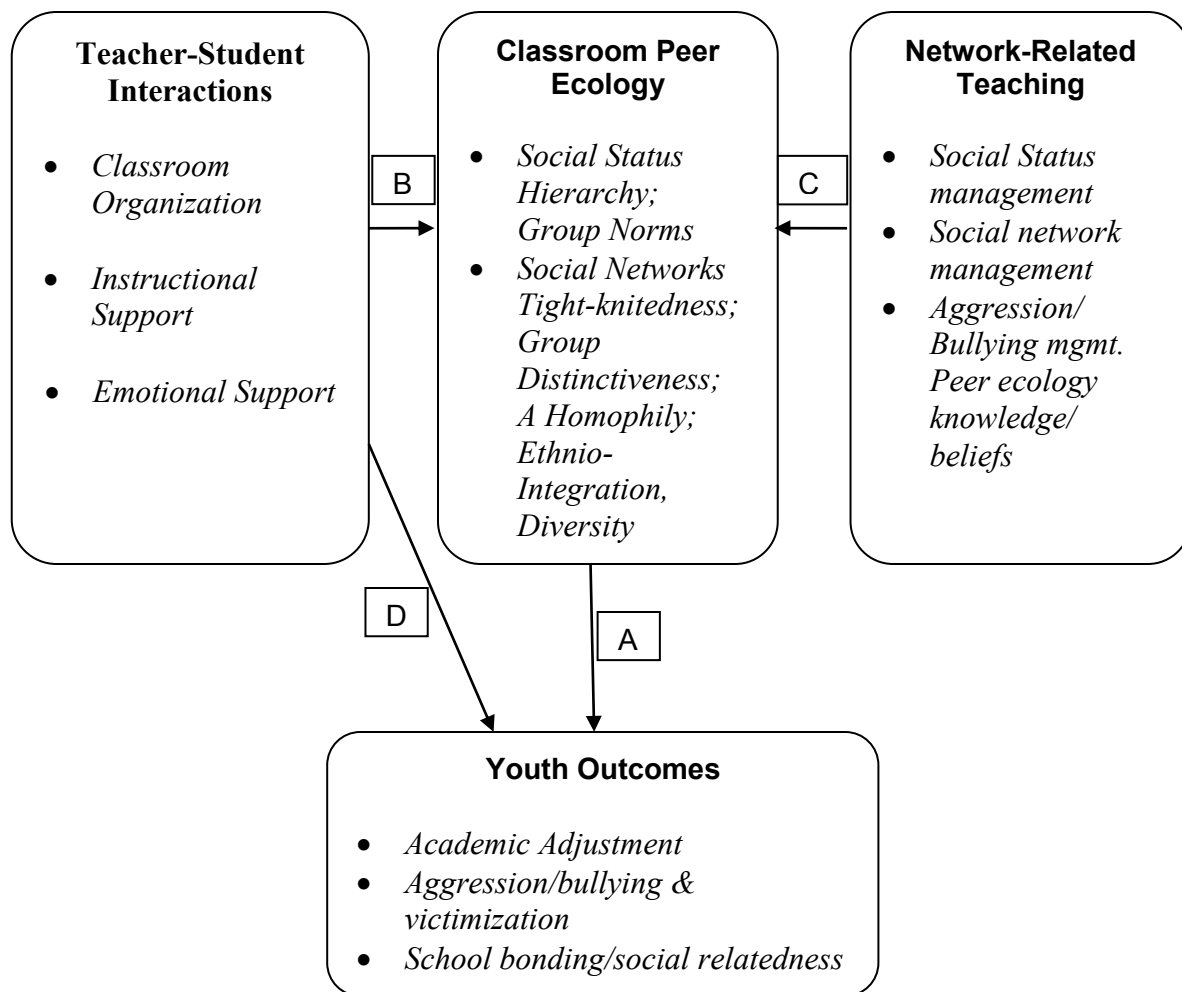 Teacher-Student
Interactions
• Classroom
Organization
• Instructional
Support
• Emotional Support
B
Classroom Peer
Ecology
• Social Status
Hierarchy;
Group Norms
• Social Networks
Tight-knitedness;
Group
Distinctiveness;
A Homophily;
Ethnio-
Integration,
Diversity
C
Network-Related
Teaching
• Social Status
management
• Social network
management
• Aggression/
Bullying mgmt.
Peer ecology
knowledge/
beliefs
D
A
Youth Outcomes
• Academic Adjustment
• Aggression/bullying &
victimization
• School bonding/social relatedness